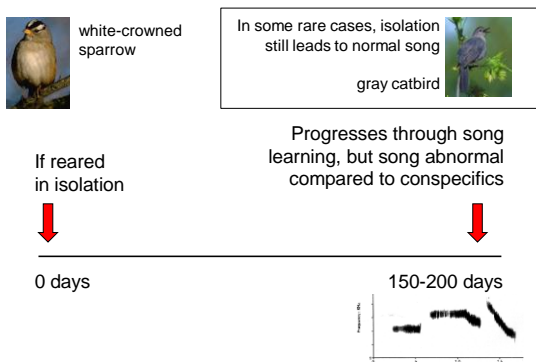 white-crowned
sparrow
In some rare cases, isolation
still leads to normal song
gray catbird
If reared
in isolation
Progresses through song
learning, but song abnormal
compared to conspecifics
0 days
150-200 days